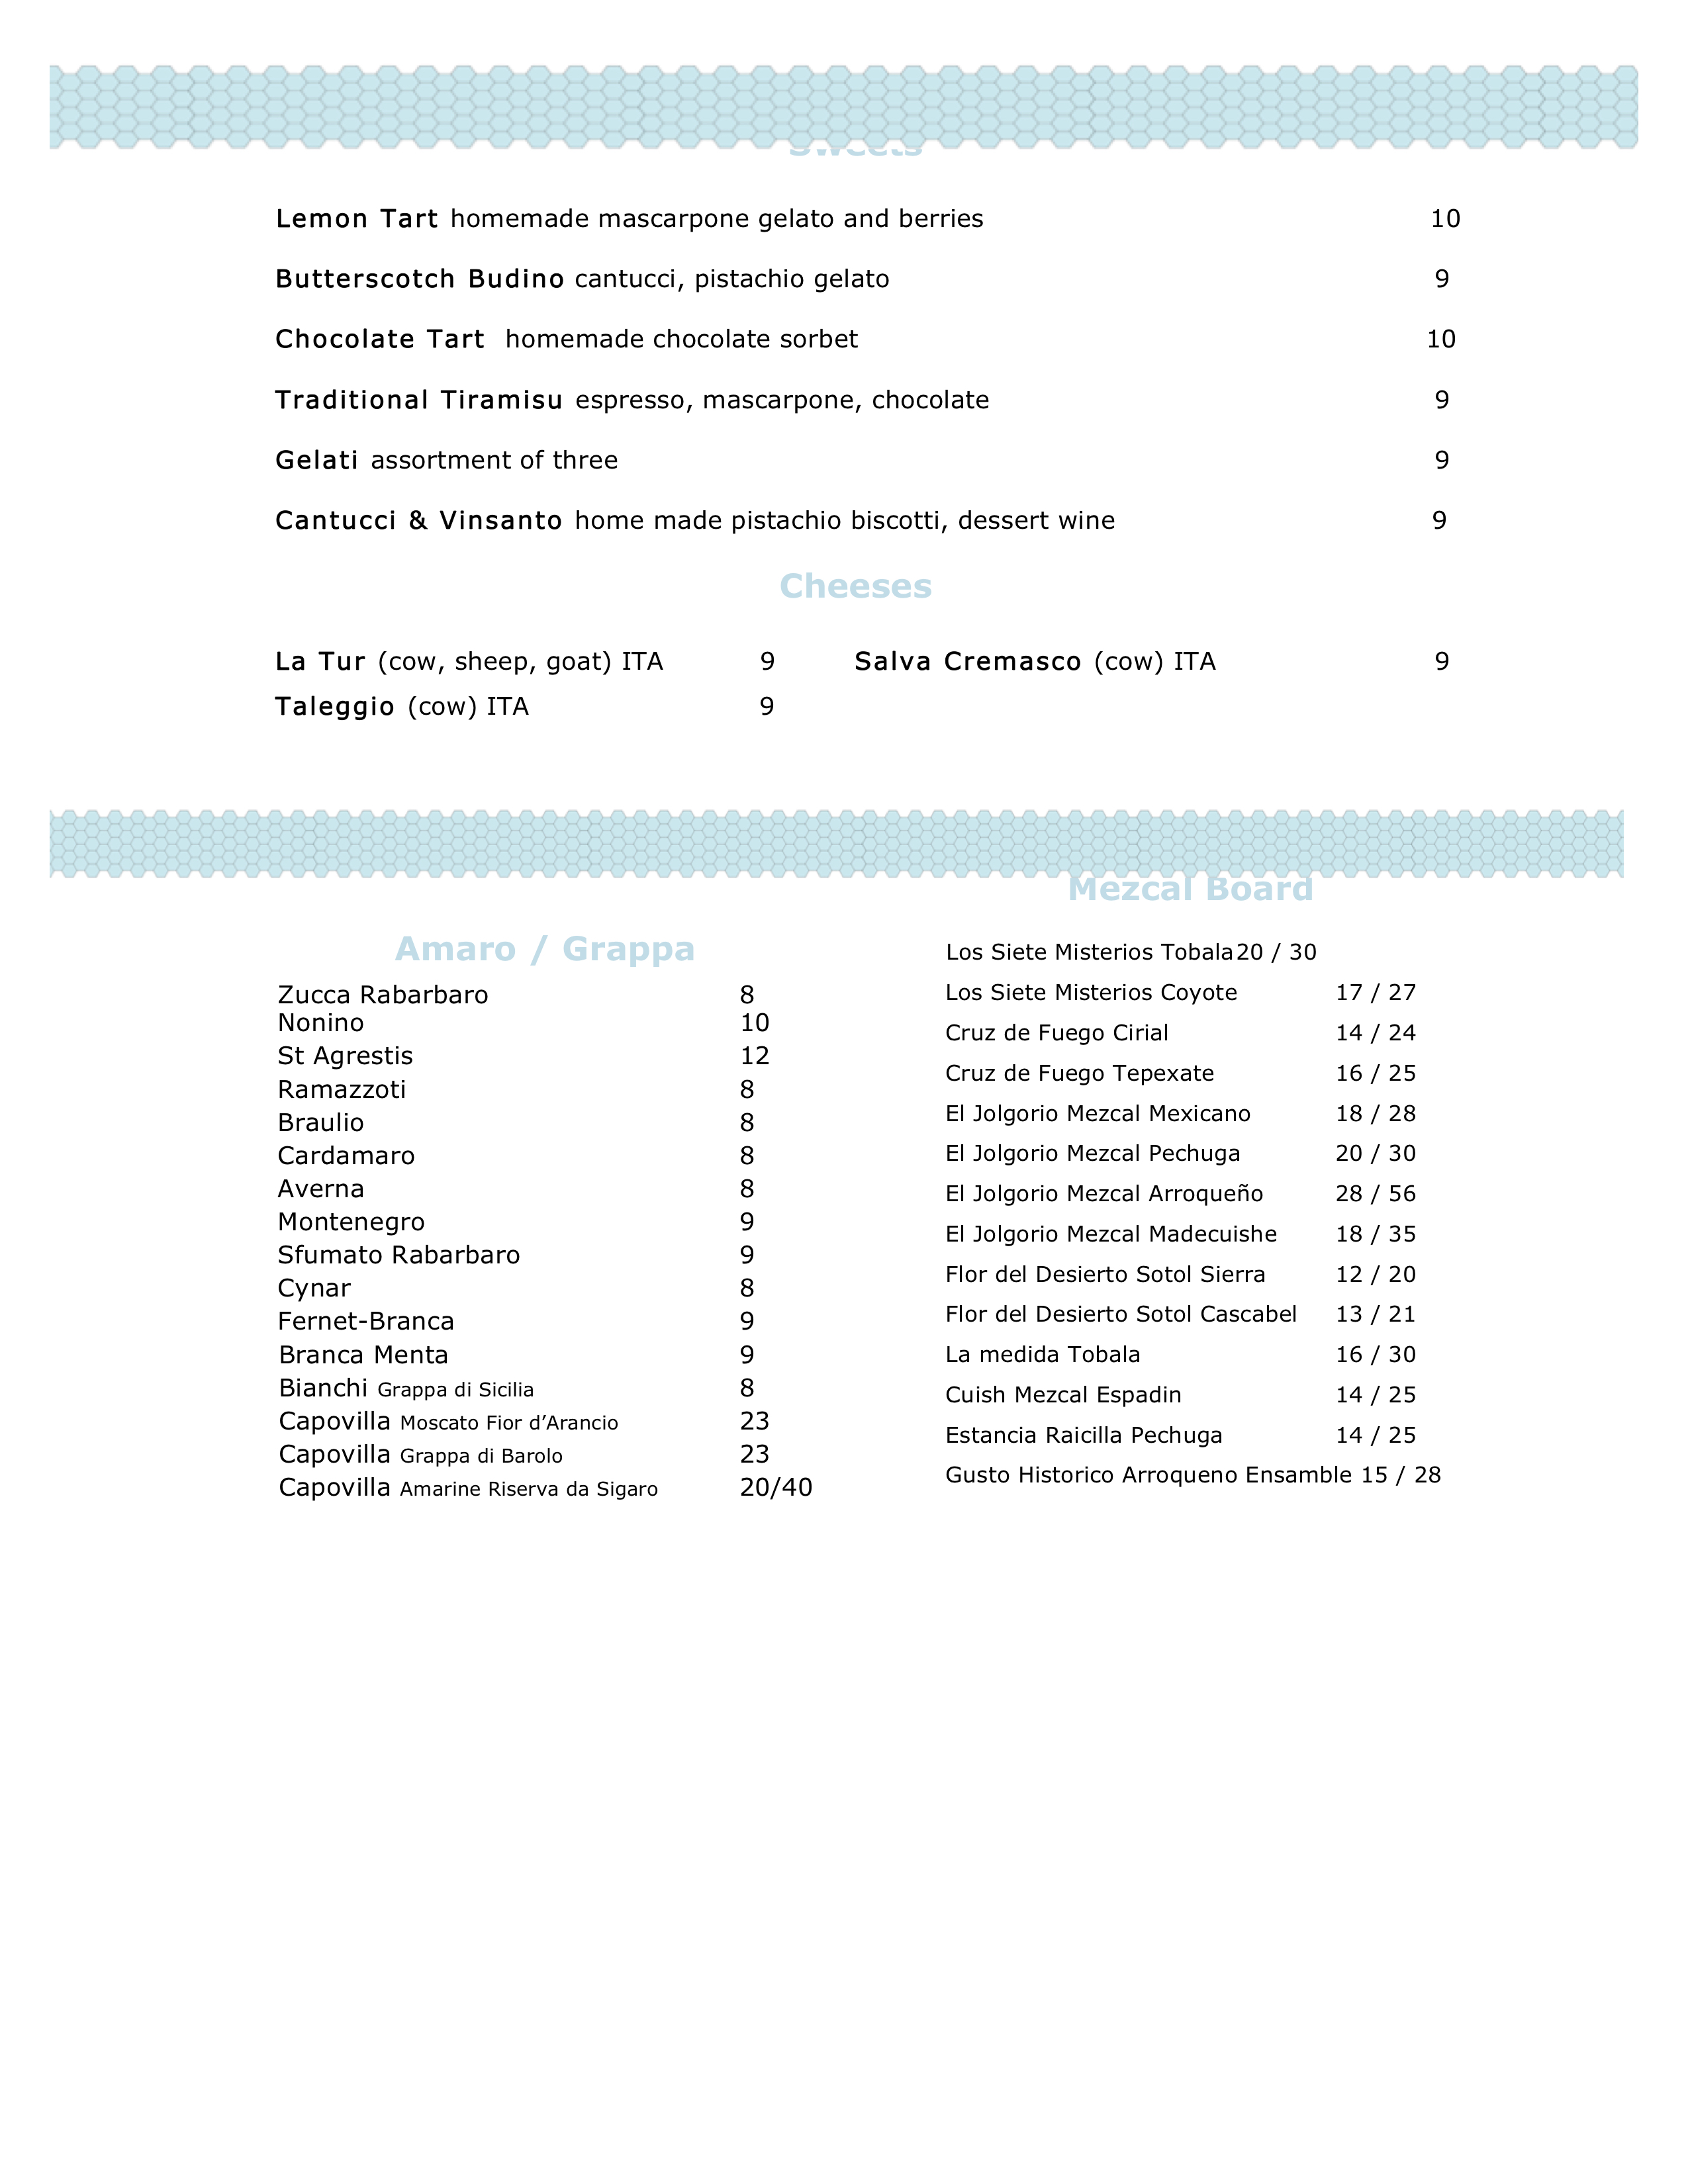 Sweets
Lemon Tart homemade mascarpone gelato and berries 10
Butterscotch Budino cantucci, pistachio gelato 9
Chocolate Tart homemade chocolate sorbet 10
Traditional Tiramisu espresso, mascarpone, chocolate 9
Gelati assortment of three 9
Cantucci & Vinsanto home made pistachio biscotti, dessert wine 9
Cheeses
La Tur (cow, sheep, goat) ITA 9 Salva Cremasco (cow) ITA 9
Taleggio (cow) ITA 9
Amaro / Grappa
Zucca Rabarbaro 8
Nonino 10
St Agrestis 12
Ramazzoti 8
Braulio 8
Cardamaro 8
Averna 8
Montenegro 9
Sfumato Rabarbaro 9
Cynar 8
Fernet-Branca 9
Branca Menta 9
Bianchi Grappa di Sicilia 8
Capovilla Moscato Fior d’Arancio 23
Capovilla Grappa di Barolo 23
Capovilla Amarine Riserva da Sigaro 20/40
Mezcal Board
Los Siete Misterios Tobala 20 / 30
Los Siete Misterios Coyote 17 / 27
Cruz de Fuego Cirial 14 / 24
Cruz de Fuego Tepexate 16 / 25
El Jolgorio Mezcal Mexicano 18 / 28
El Jolgorio Mezcal Pechuga 20 / 30
El Jolgorio Mezcal Arroqueño 28 / 56
El Jolgorio Mezcal Madecuishe 18 / 35
Flor del Desierto Sotol Sierra 12 / 20
Flor del Desierto Sotol Cascabel 13 / 21
La medida Tobala 16 / 30
Cuish Mezcal Espadin 14 / 25
Estancia Raicilla Pechuga 14 / 25
Gusto Historico Arroqueno Ensamble 15 / 28